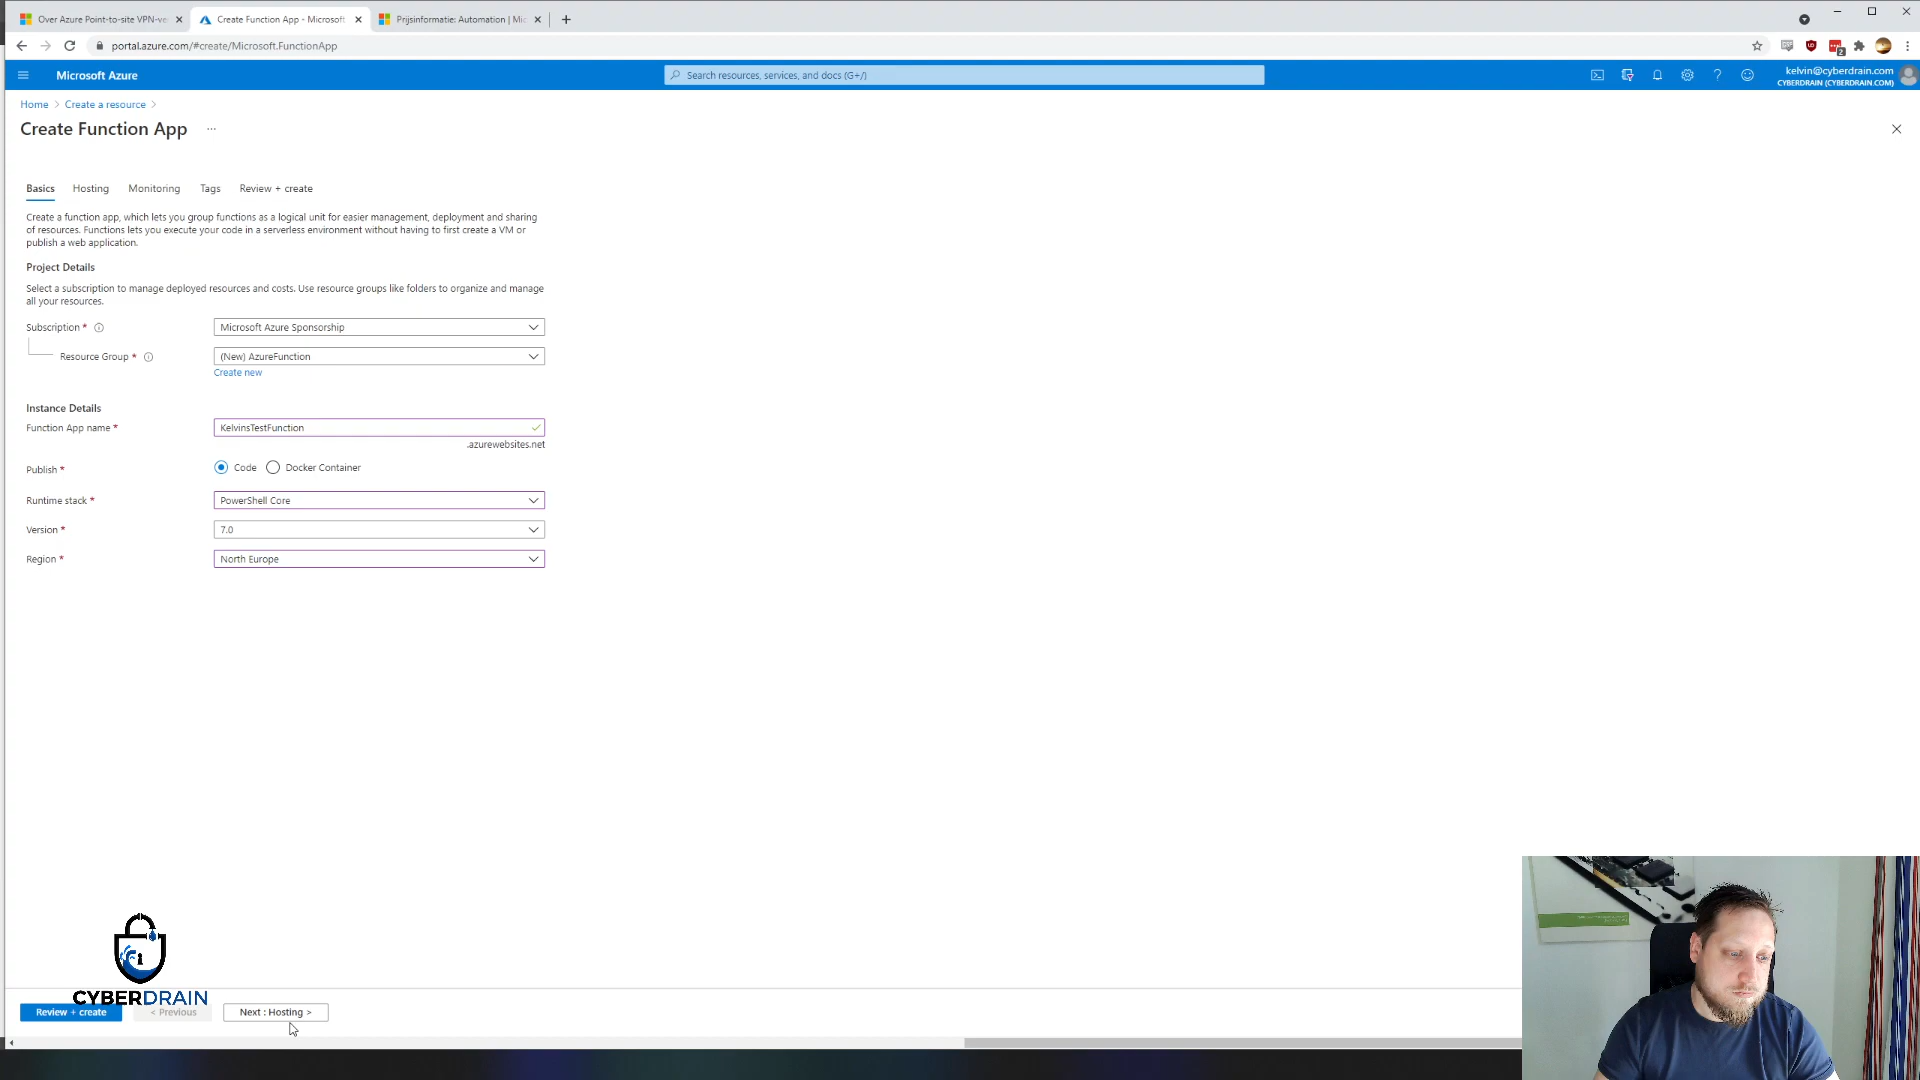 Over Azure Point-to-site VPN-ve
Create Function App - Microsoft
Prijsinformatie: Automation | Mic
portal.azure.com/#create/Microsoft.FunctionApp
2
Microsoft Azure
Search resources, services, and docs (G+/)
kelvin@cyberdrain.com
CYBERDRAIN (CYBERDRAIN.COM)
Home > Create a resource >
Create Function App ...
Basics Hosting Monitoring Tags Review + create
Create a function app, which lets you group functions as a logical unit for easier management, deployment and sharing
of resources. Functions lets you execute your code in a serverless environment without having to first create a VM or
publish a web application.
Project Details
Select a subscription to manage deployed resources and costs. Use resource groups like folders to organize and manage
all your resources.
Subscription * Microsoft Azure Sponsorship
Resource Group * (New) AzureFunction
Create new
Instance Details
Function App name * KelvinsTestFunction
.azurewebsites.net
Publish * Code Docker Container
Runtime stack * PowerShell Core
Version * 7.0
Region * North Europe
CYBERDRAIN
Review + create < Previous Next : Hosting >